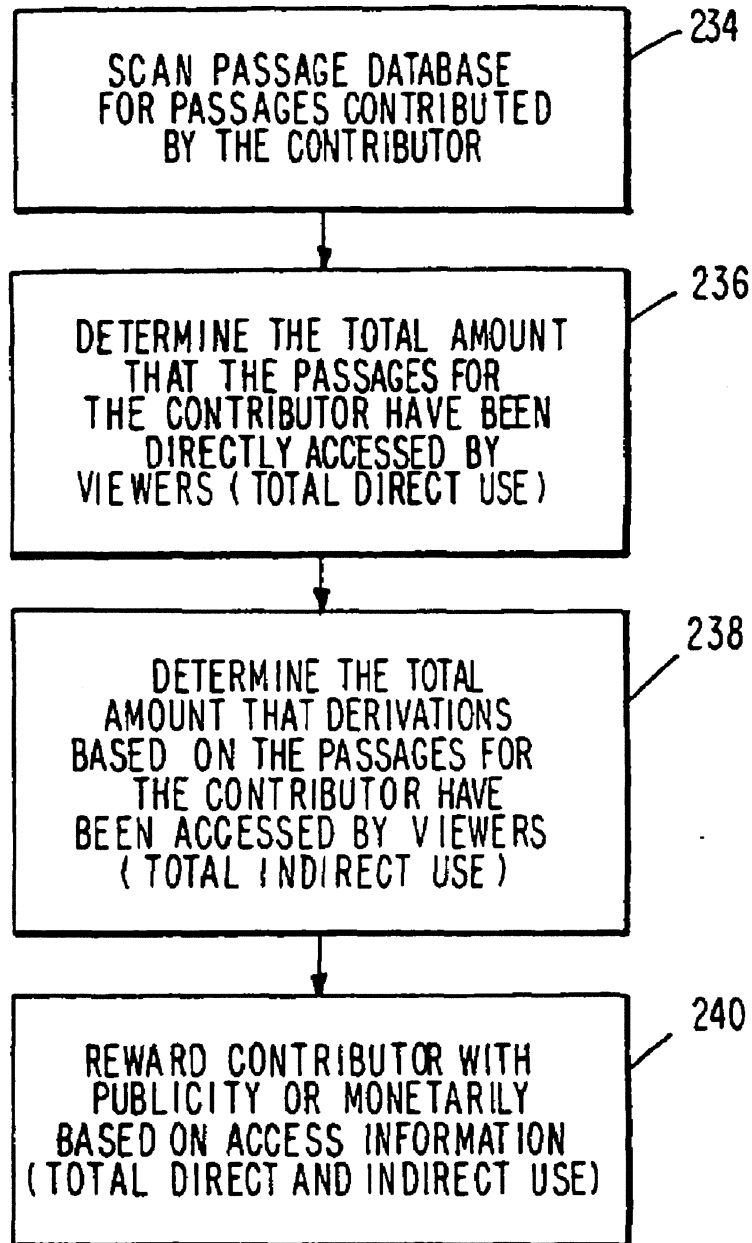 234
SCAN PASSAGE DATABASE
FOR PASSAGES CONTRIBUTED
BY THE CONTRIBUTOR
236
DETERMINE THE TOTAL AMOUNT
THAT THE PASSAGES FOR
THE CONTRIBUTOR HAVE BEEN
DIRECTLY ACCESSED BY
VIEWERS (TOTAL DIRECT USE)
238
DETERMINE THE TOTAL
AMOUNT THAT DERIVATIONS
BASED ON THE PASSAGES FOR
THE CONTRIBUTOR HAVE
BEEN ACCESSED BY VIEWERS
(TOTAL INDIRECT USE)
240
REWARD CONTRIBUTOR WITH
PUBLICITY OR MONETARILY
BASED ON ACCESS INFORMATION
(TOTAL DIRECT AND INDIRECT USE)